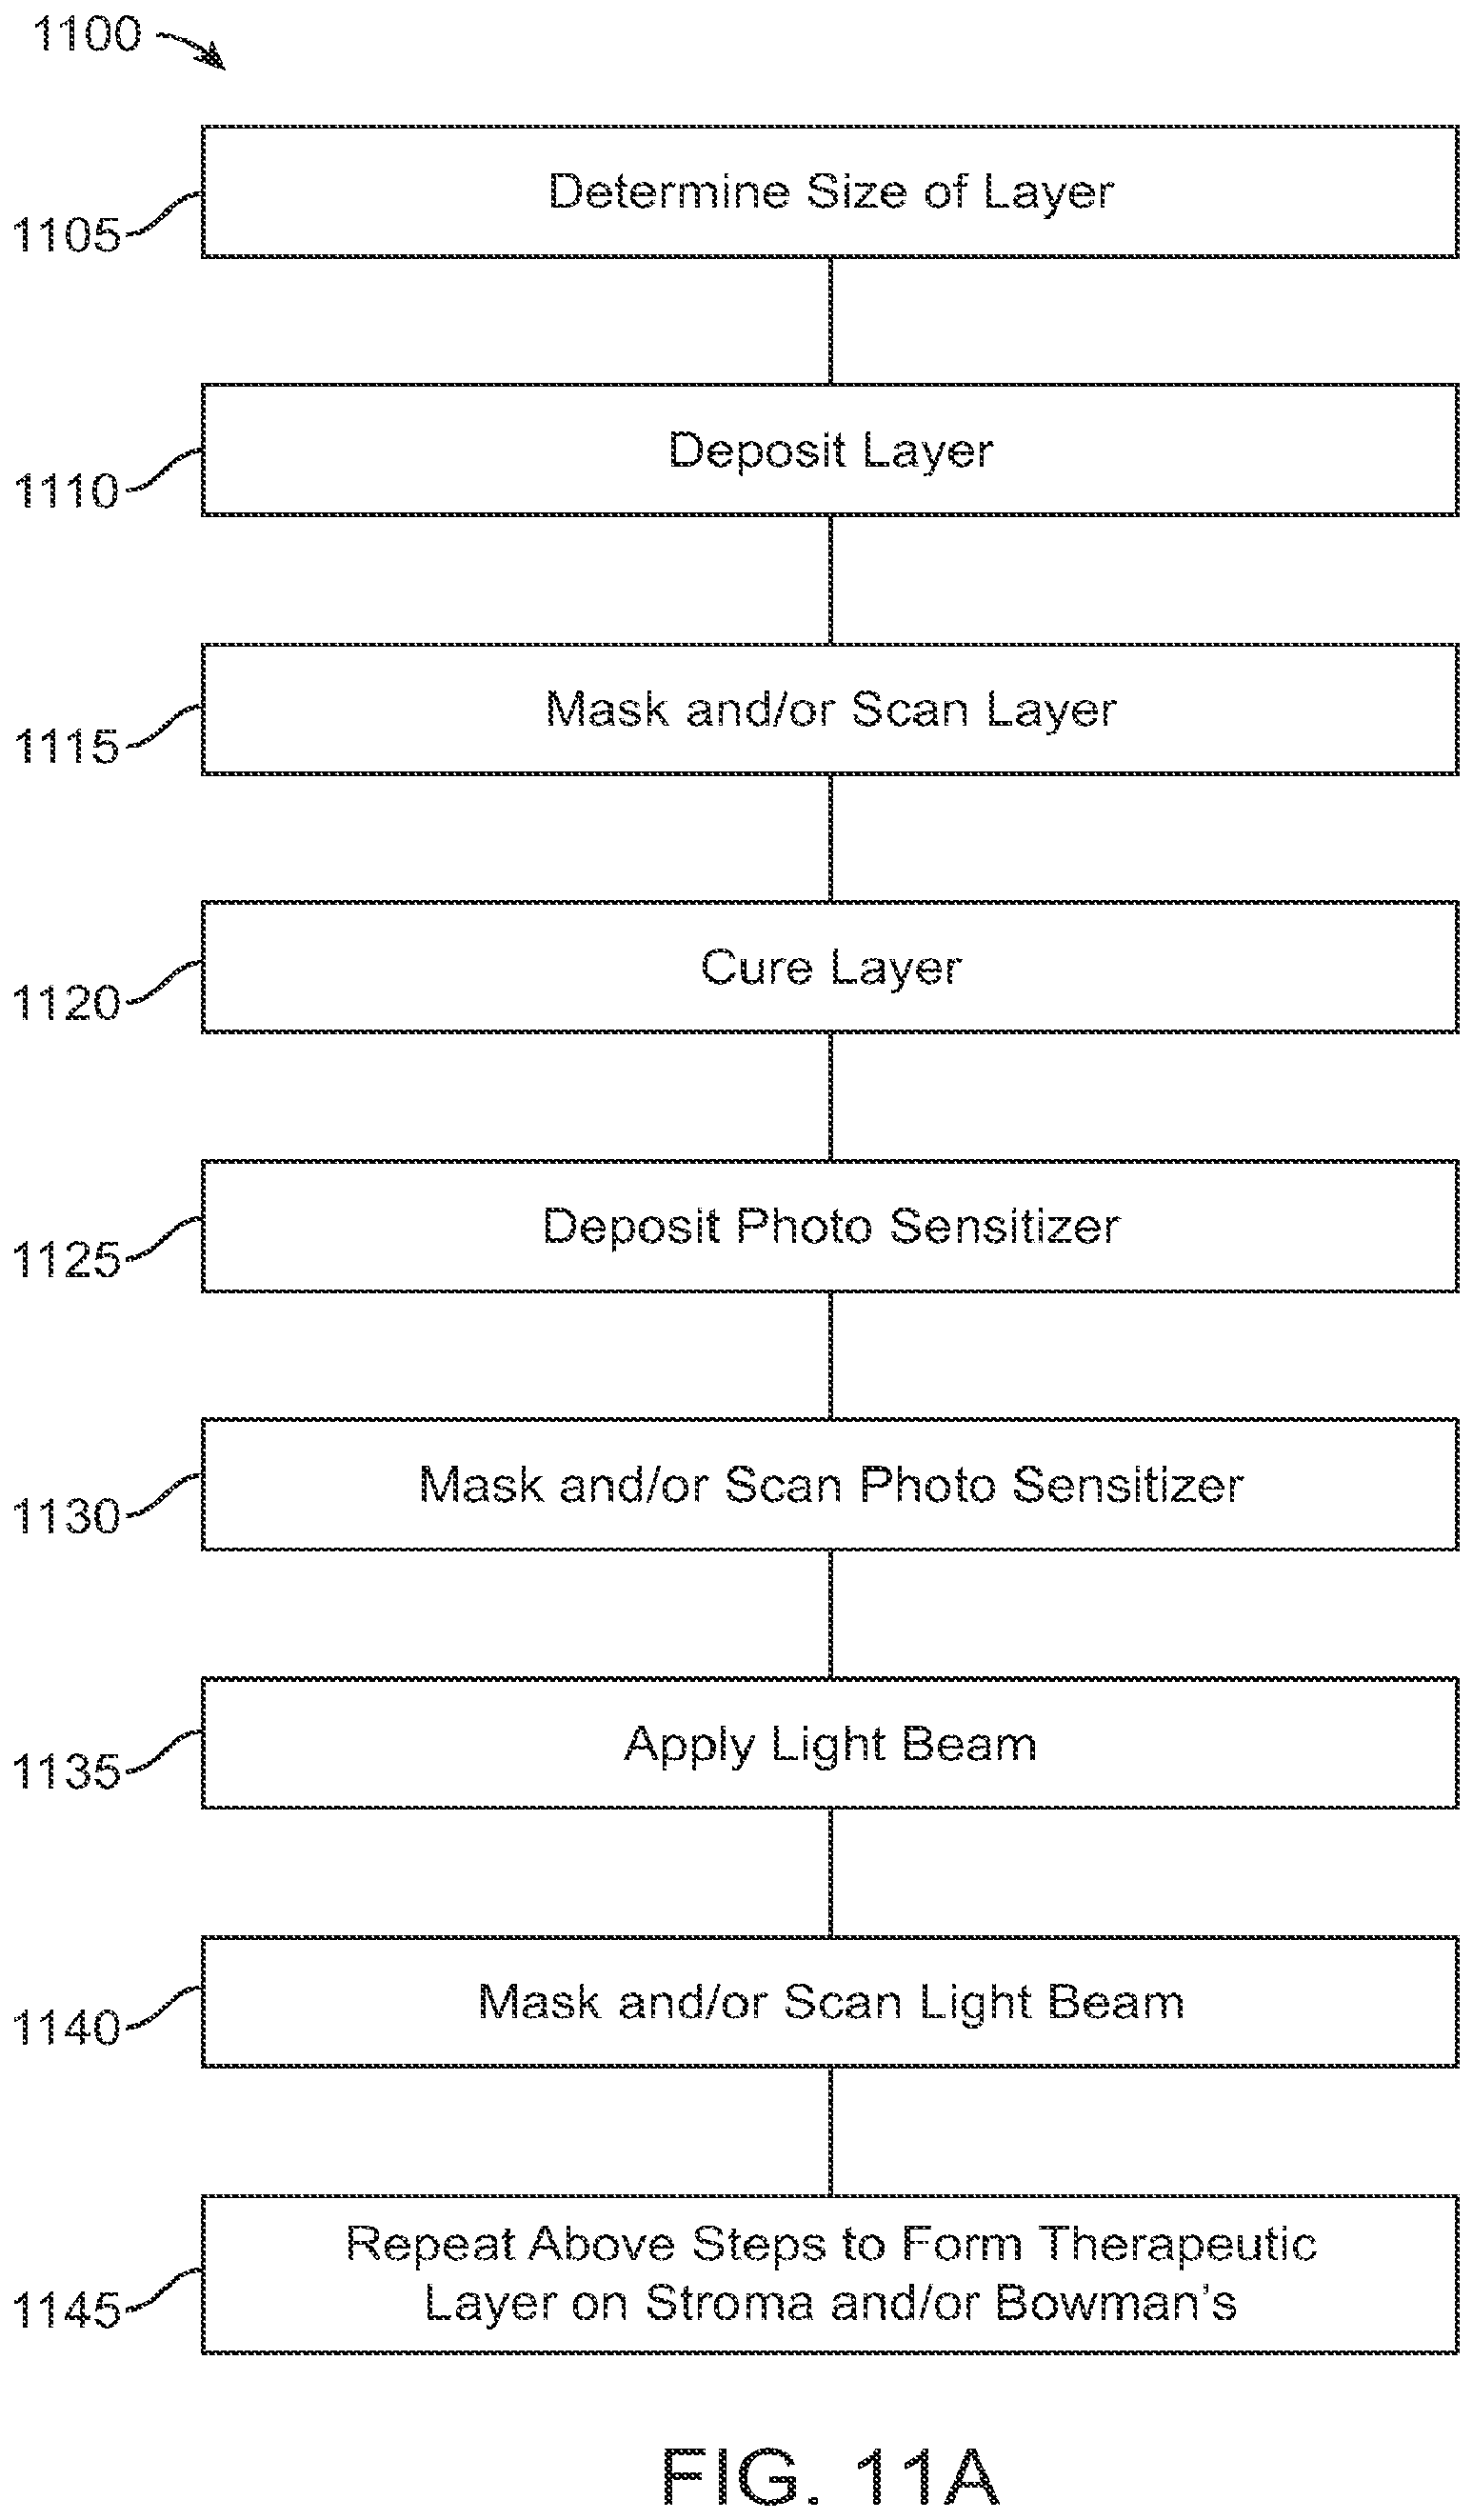 1100
Determine Size of Layer
1105
Deposit Layer
1110
Mask and/or Scan Layer
1115
Cure Layer
1120
Deposit Photo Sensitizer
1125
Mask and/or Scan Photo Sensitizer
1130
Apply Light Beam
1135
Mask and/or Scan Light Beam
1140
Repeat Above Steps to Form Therapeutic
Layer on Stroma and/or Bowman's
1145
FIG. 11A